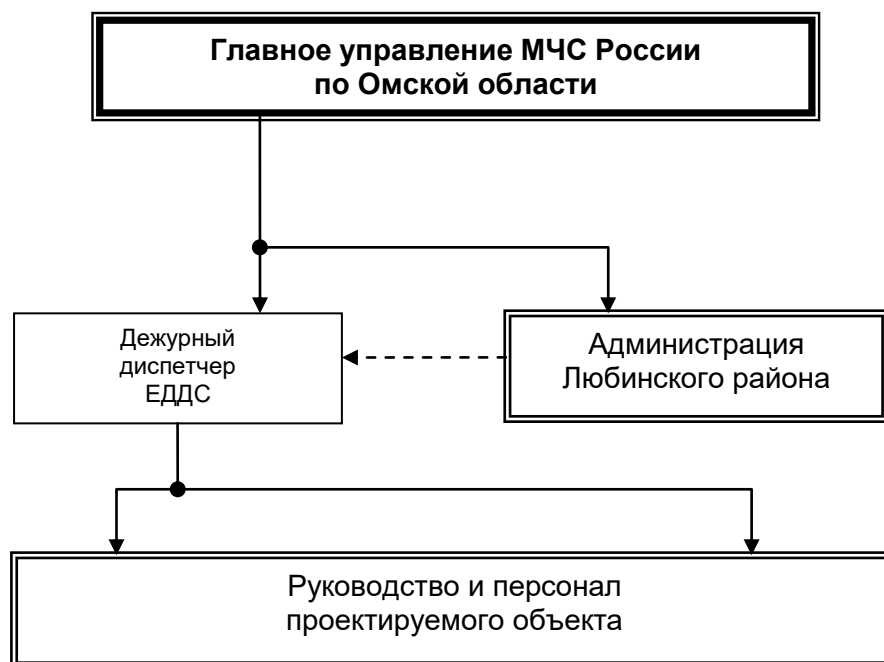 Главное управление МЧС России
по Омской области
Дежурный
диспетчер
ЕДДС
Администрация
Любинского района
Руководство и персонал
проектируемого объекта